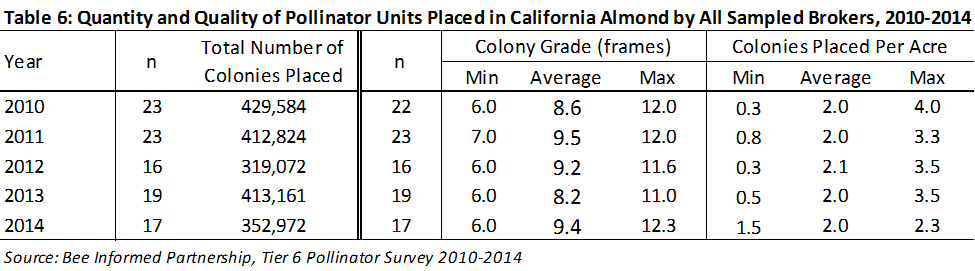 Table 6: Quantity and Quality of Pollinator Units Placed in California Almond by All Sampled Brokers, 2010-2014
Year n Total Number of Colonies Placed n Colony Grade (frames) Colonies Placed Per Acre
Min Average Max Min Average Max
2010 23 429,584 22 6.0 8.6 12.0 0.3 2.0 4.0
2011 23 412,824 23 7.0 9.5 12.0 0.8 2.0 3.3
2012 16 319,072 16 6.0 9.2 11.6 0.3 2.1 3.5
2013 19 413,161 19 6.0 8.2 11.0 0.5 2.0 3.5
2014 17 352,972 17 6.0 9.4 12.3 1.5 2.0 2.3
Source: Bee Informed Partnership, Tier 6 Pollinator Survey 2010-2014